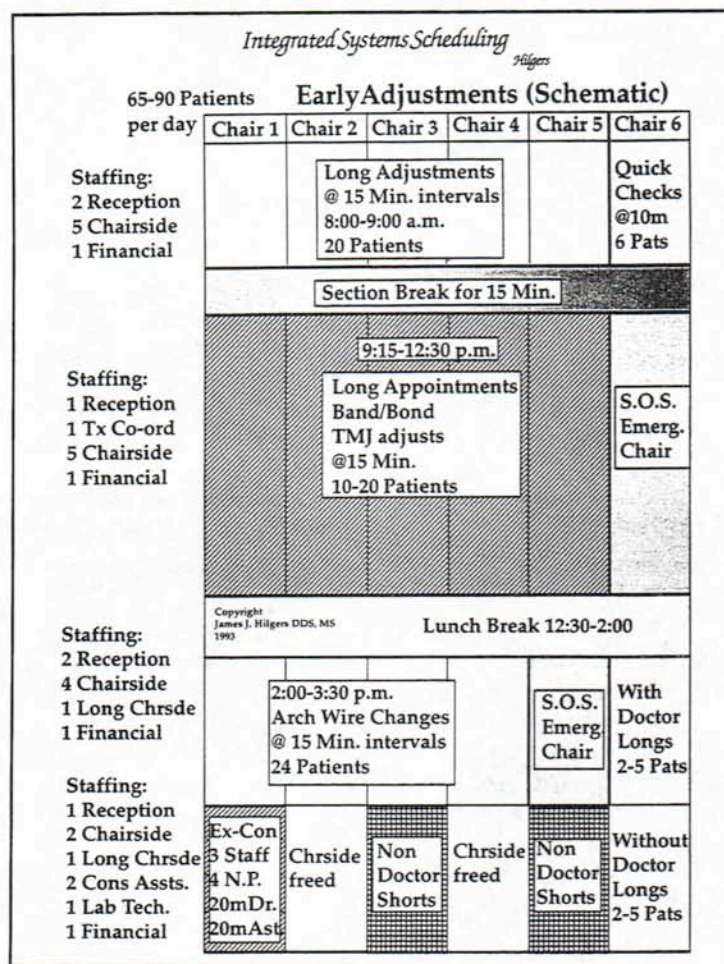 Integrated Systems Scheduling
Hilgers
65-90 Patients per day
Early Adjustments (Schematic)
Chair 1 Chair 2 Chair 3 Chair 4 Chair 5 Chair 6
Staffing:
2 Reception
5 Chairside
1 Financial
Long Adjustments
@ 15 Min. intervals
8:00-9:00 a.m.
20 Patients
Quick
Checks
@10m
6 Pats
Section Break for 15 Min.
Staffing:
1 Reception
1 Tx Co-ord
5 Chairside
1 Financial
9:15-12:30 p.m.
Long Appointments
Band/Bond
TMJ adjusts
@15 Min.
10-20 Patients
S.O.S.
Emerg.
Chair
Copyright
James J. Hilgers DDS, MS
1993
Lunch Break 12:30-2:00
Staffing:
2 Reception
4 Chairside
1 Long Chrsde
1 Financial
2:00-3:30 p.m.
Arch Wire Changes
@ 15 Min. intervals
24 Patients
S.O.S.
Emerg.
Chair
With
Doctor
Longs
2-5 Pats
Staffing:
1 Reception
2 Chairside
1 Long Chrsde
2 Cons Assts.
1 Lab Tech.
1 Financial
Ex-Con
3 Staff
4 N.P.
20mDr.
20mAst
Chrside
freed
Non
Doctor
Shorts
Chrside
freed
Non
Doctor
Shorts
Without
Doctor
Longs
2-5 Pats